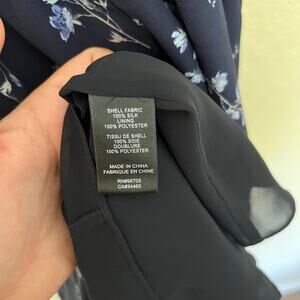 SHELL FABRIC
100% SILK
LINING
100% POLYESTER
TISSU DE SHELL
100% SOIE
DOUBLURE
100% POLYESTER
MADE IN CHINA
FABRIQUE EN CHINE
RN#96705
CA#34460